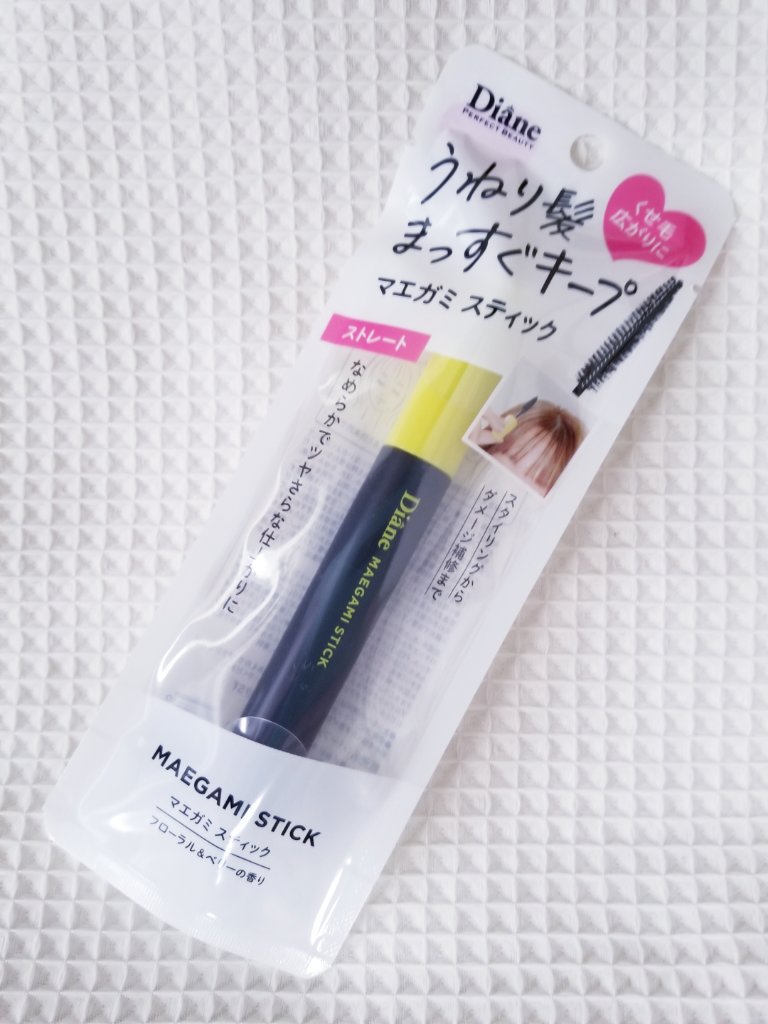 Diane
PERFECT BEAUTY
うねり髪
まっすぐキープ
くせ毛
広がりに
マエガミ スティック
ストレート
なめらかでツヤさらな仕上がりに
スタイリングから
ダメージ補修まで
Diane MAEGAMI STICK
MAEGAMI STICK
マエガミ スティック
フローラル&ベリーの香り